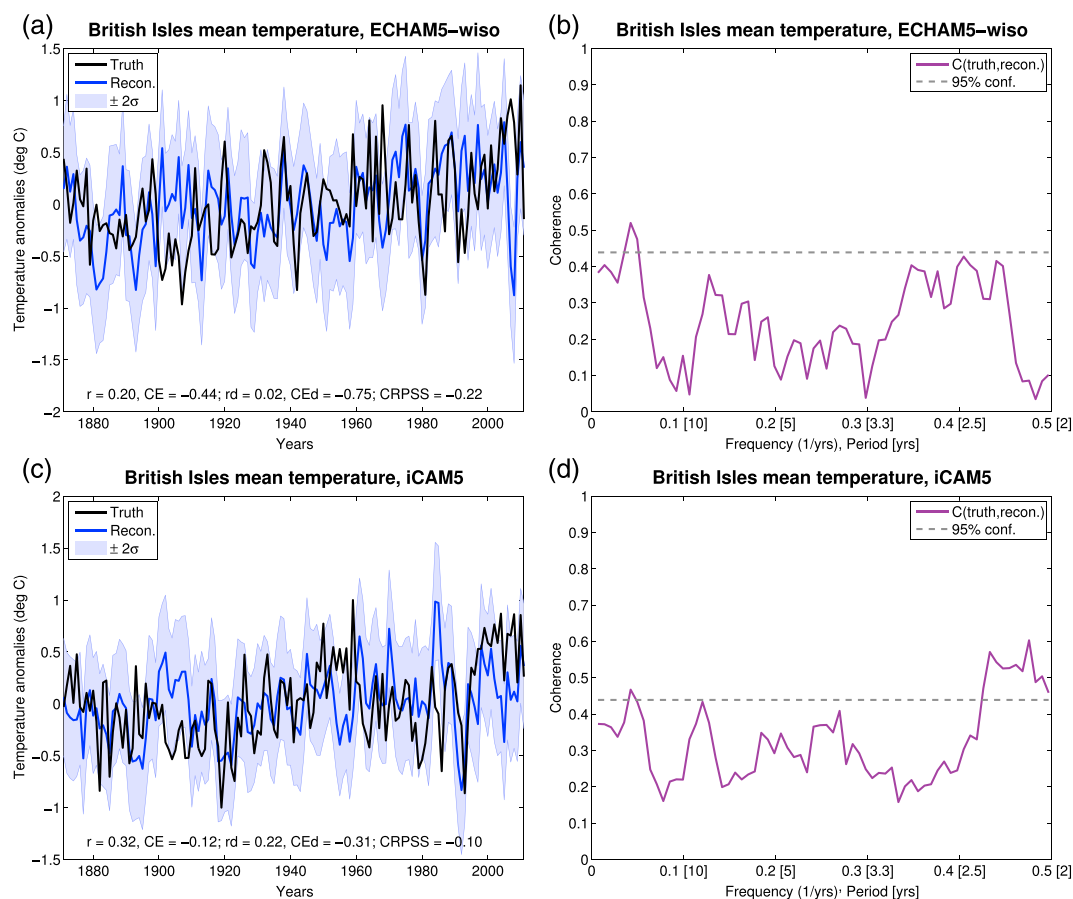 (a)
British Isles mean temperature, ECHAM5−wiso
Truth
Recon.
± 2σ
Temperature anomalies (deg C)
1.5
1
0.5
0
−0.5
−1
−1.5
−2
r = 0.20, CE = −0.44; rd = 0.02, CEd = −0.75; CRPSS = −0.22
1880 1900 1920 1940 1960 1980 2000
Years
(b)
British Isles mean temperature, ECHAM5−wiso
C(truth,recon.)
95% conf.
Coherence
1
0.9
0.8
0.7
0.6
0.5
0.4
0.3
0.2
0.1
0
0 0.1 [10] 0.2 [5] 0.3 [3.3] 0.4 [2.5] 0.5 [2]
Frequency (1/yrs), Period [yrs]
(c)
British Isles mean temperature, iCAM5
Truth
Recon.
± 2σ
Temperature anomalies (deg C)
2
1.5
1
0.5
0
−0.5
−1
−1.5
r = 0.32, CE = −0.12; rd = 0.22, CEd = −0.31; CRPSS = −0.10
1880 1900 1920 1940 1960 1980 2000
Years
(d)
British Isles mean temperature, iCAM5
C(truth,recon.)
95% conf.
Coherence
1
0.9
0.8
0.7
0.6
0.5
0.4
0.3
0.2
0.1
0
0 0.1 [10] 0.2 [5] 0.3 [3.3] 0.4 [2.5] 0.5 [2]
Frequency (1/yrs), Period [yrs]